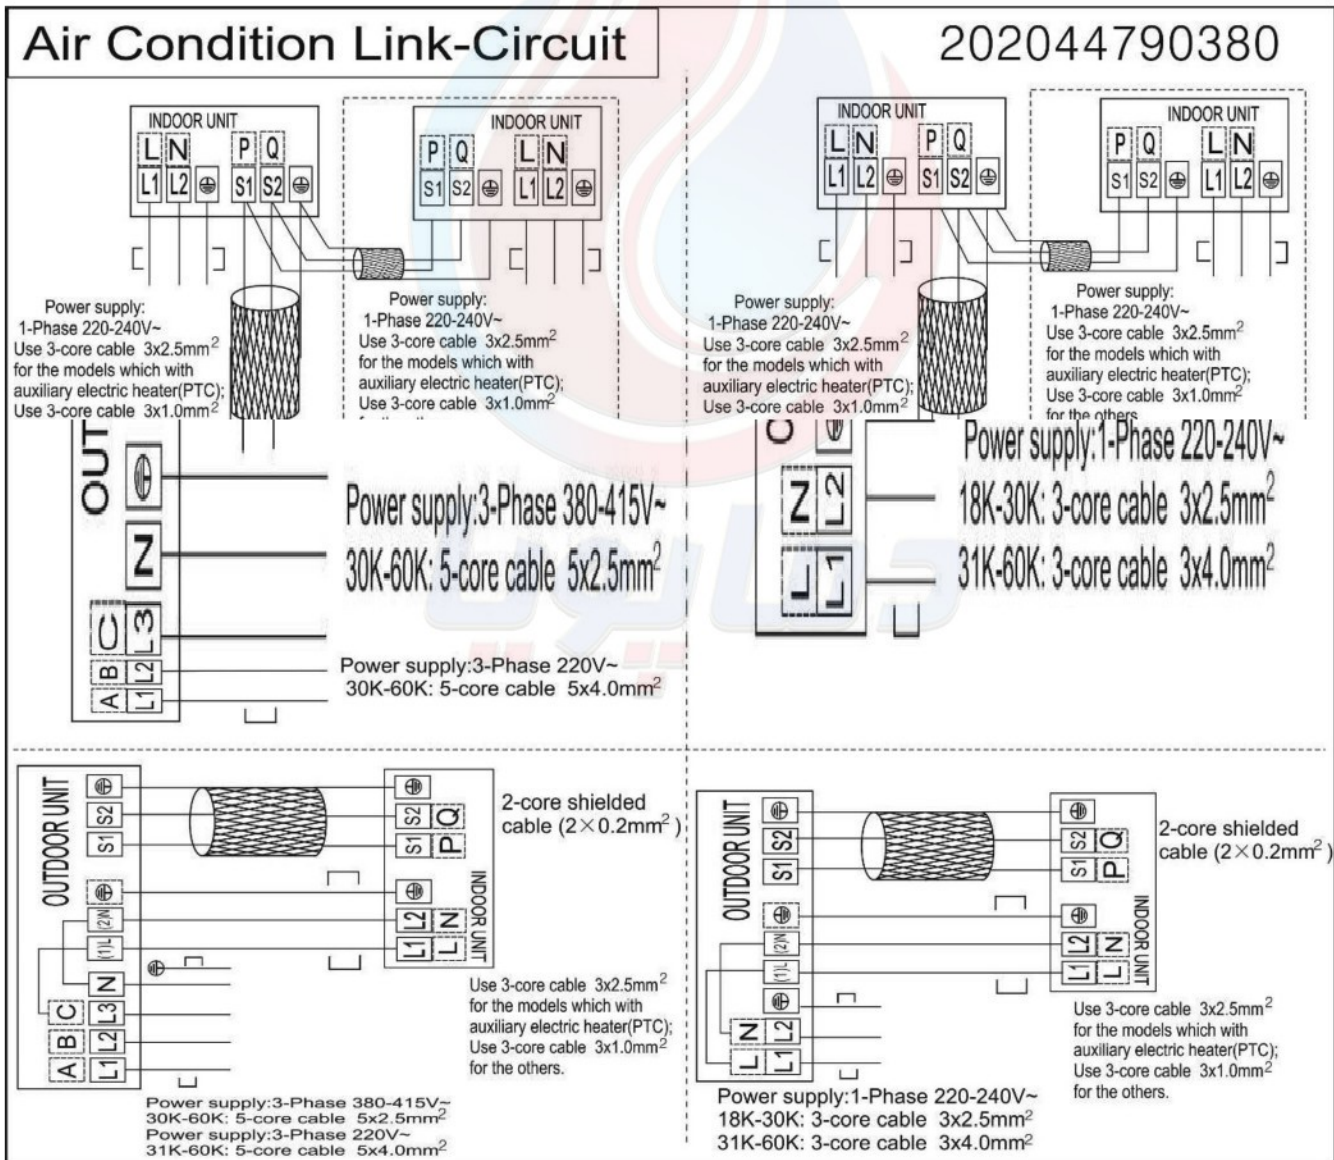 Air Condition Link-Circuit
202044790380
INDOOR UNIT
L N P Q
L1 L2 S1 S2
INDOOR UNIT
P Q L N
S1 S2 L1 L2
Power supply:
1-Phase 220-240V~
Use 3-core cable 3x2.5mm²
for the models which with
auxiliary electric heater(PTC);
Use 3-core cable 3x1.0mm²
Power supply:
1-Phase 220-240V~
Use 3-core cable 3x2.5mm²
for the models which with
auxiliary electric heater(PTC);
Use 3-core cable 3x1.0mm²
OUT
N
C L3
B L2
A L1
Power supply:3-Phase 380-415V~
30K-60K: 5-core cable 5x2.5mm²
Power supply:3-Phase 220V~
30K-60K: 5-core cable 5x4.0mm²
INDOOR UNIT
L N P Q
L1 L2 S1 S2
INDOOR UNIT
P Q L N
S1 S2 L1 L2
Power supply:
1-Phase 220-240V~
Use 3-core cable 3x2.5mm²
for the models which with
auxiliary electric heater(PTC);
Use 3-core cable 3x1.0mm²
Power supply:
1-Phase 220-240V~
Use 3-core cable 3x2.5mm²
for the models which with
auxiliary electric heater(PTC);
Use 3-core cable 3x1.0mm²
for the others
N L2
L L1
Power supply:1-Phase 220-240V~
18K-30K: 3-core cable 3x2.5mm²
31K-60K: 3-core cable 3x4.0mm²
دمایویا
OUTDOOR UNIT
S2
S1
(2)N
(1)L
N
C L3
B L2
A L1
S2 Q
S1 P
L2 N
L1 L
INDOOR UNIT
2-core shielded
cable (2×0.2mm²)
Use 3-core cable 3x2.5mm²
for the models which with
auxiliary electric heater(PTC);
Use 3-core cable 3x1.0mm²
for the others.
Power supply:3-Phase 380-415V~
30K-60K: 5-core cable 5x2.5mm²
Power supply:3-Phase 220V~
31K-60K: 5-core cable 5x4.0mm²
OUTDOOR UNIT
S2
S1
(2)N
(1)L
N L2
L L1
S2 Q
S1 P
L2 N
L1 L
INDOOR UNIT
2-core shielded
cable (2×0.2mm²)
Use 3-core cable 3x2.5mm²
for the models which with
auxiliary electric heater(PTC);
Use 3-core cable 3x1.0mm²
for the others.
Power supply:1-Phase 220-240V~
18K-30K: 3-core cable 3x2.5mm²
31K-60K: 3-core cable 3x4.0mm²